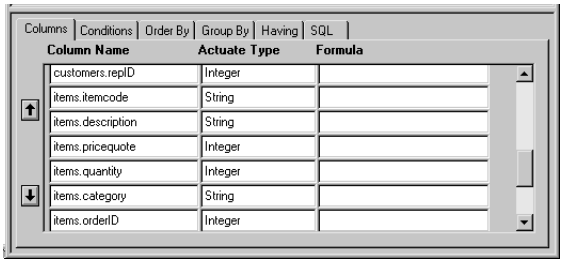 Columns Conditions Order By Group By Having SQL
Column Name Actuate Type Formula
customers.repID Integer
items.itemcode String
items.description String
items.pricequote Integer
items.quantity Integer
items.category String
items.orderID Integer